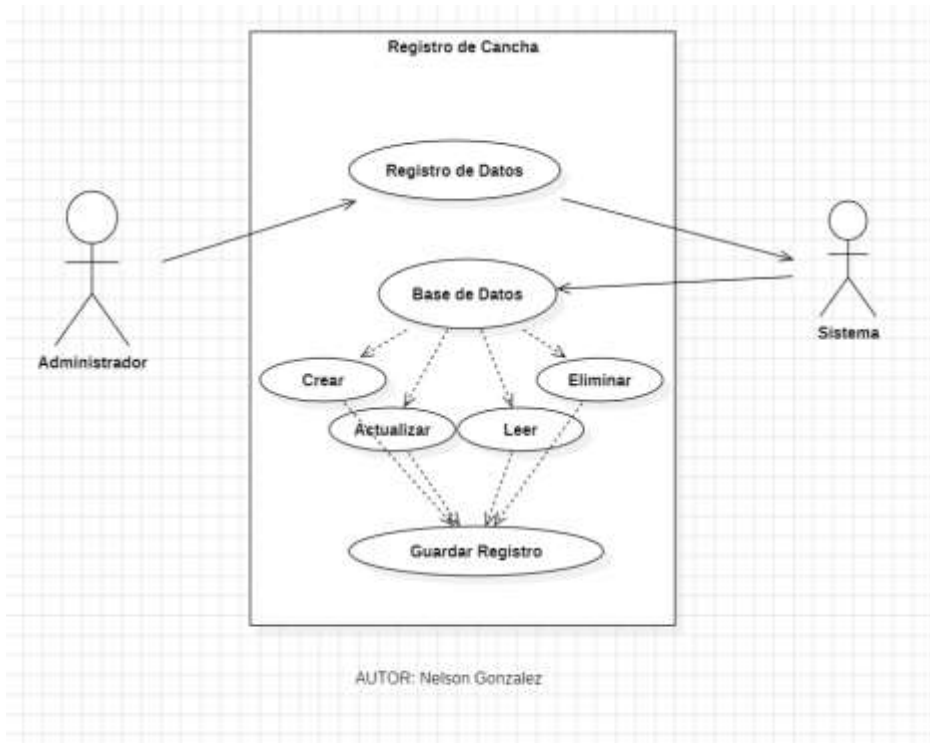 Registro de Cancha
Registro de Datos
Base de Datos
Sistema
Administrador
Crear
Eliminar
Actualizar
Leer
Guardar Registro
AUTOR: Nelson Gonzalez